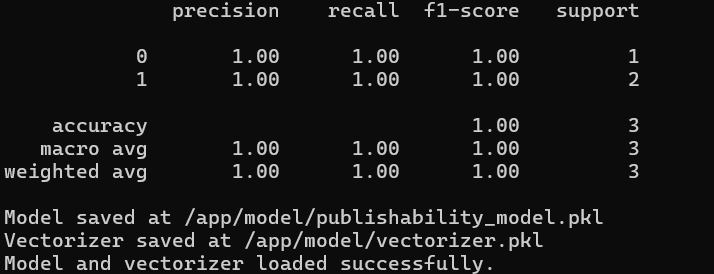 precision recall f1-score support
0 1.00 1.00 1.00 1
1 1.00 1.00 1.00 2
accuracy 1.00 3
macro avg 1.00 1.00 1.00 3
weighted avg 1.00 1.00 1.00 3
Model saved at /app/model/publishability_model.pkl
Vectorizer saved at /app/model/vectorizer.pkl
Model and vectorizer loaded successfully.